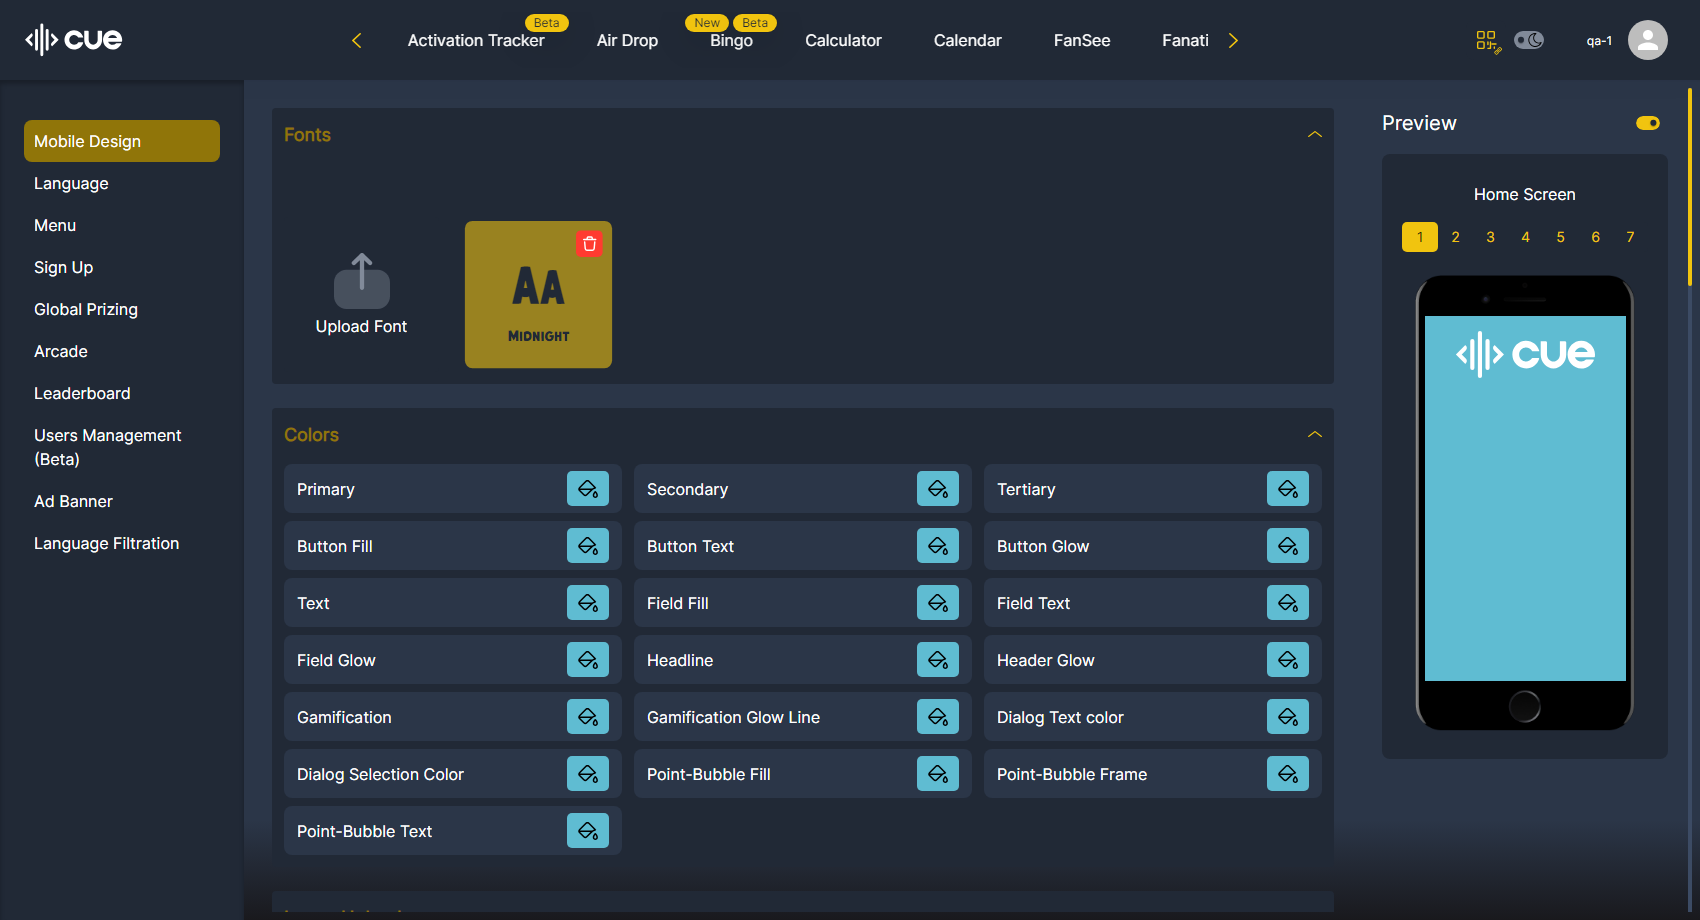 cue
Beta
New
Beta
Activation Tracker
Air Drop
Bingo
Calculator
Calendar
FanSee
Fanati
qa-1
Mobile Design
Language
Menu
Sign Up
Global Prizing
Arcade
Leaderboard
Users Management
(Beta)
Ad Banner
Language Filtration
Fonts
Upload Font
AA
MIDNIGHT
Colors
Primary
Secondary
Tertiary
Button Fill
Button Text
Button Glow
Text
Field Fill
Field Text
Field Glow
Headline
Header Glow
Gamification
Gamification Glow Line
Dialog Text color
Dialog Selection Color
Point-Bubble Fill
Point-Bubble Frame
Point-Bubble Text
Preview
Home Screen
1 2 3 4 5 6 7
cue